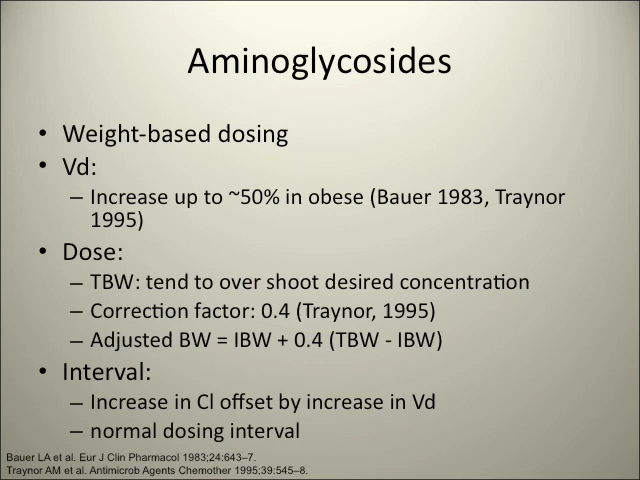 Aminoglycosides
• Weight-based dosing
• Vd:
– Increase up to ~50% in obese (Bauer 1983, Traynor
1995)
• Dose:
– TBW: tend to over shoot desired concentration
– Correction factor: 0.4 (Traynor, 1995)
– Adjusted BW = IBW + 0.4 (TBW - IBW)
• Interval:
– Increase in Cl offset by increase in Vd
– normal dosing interval
Bauer LA et al. Eur J Clin Pharmacol 1983;24:643–7.
Traynor AM et al. Antimicrob Agents Chemother 1995;39:545–8.